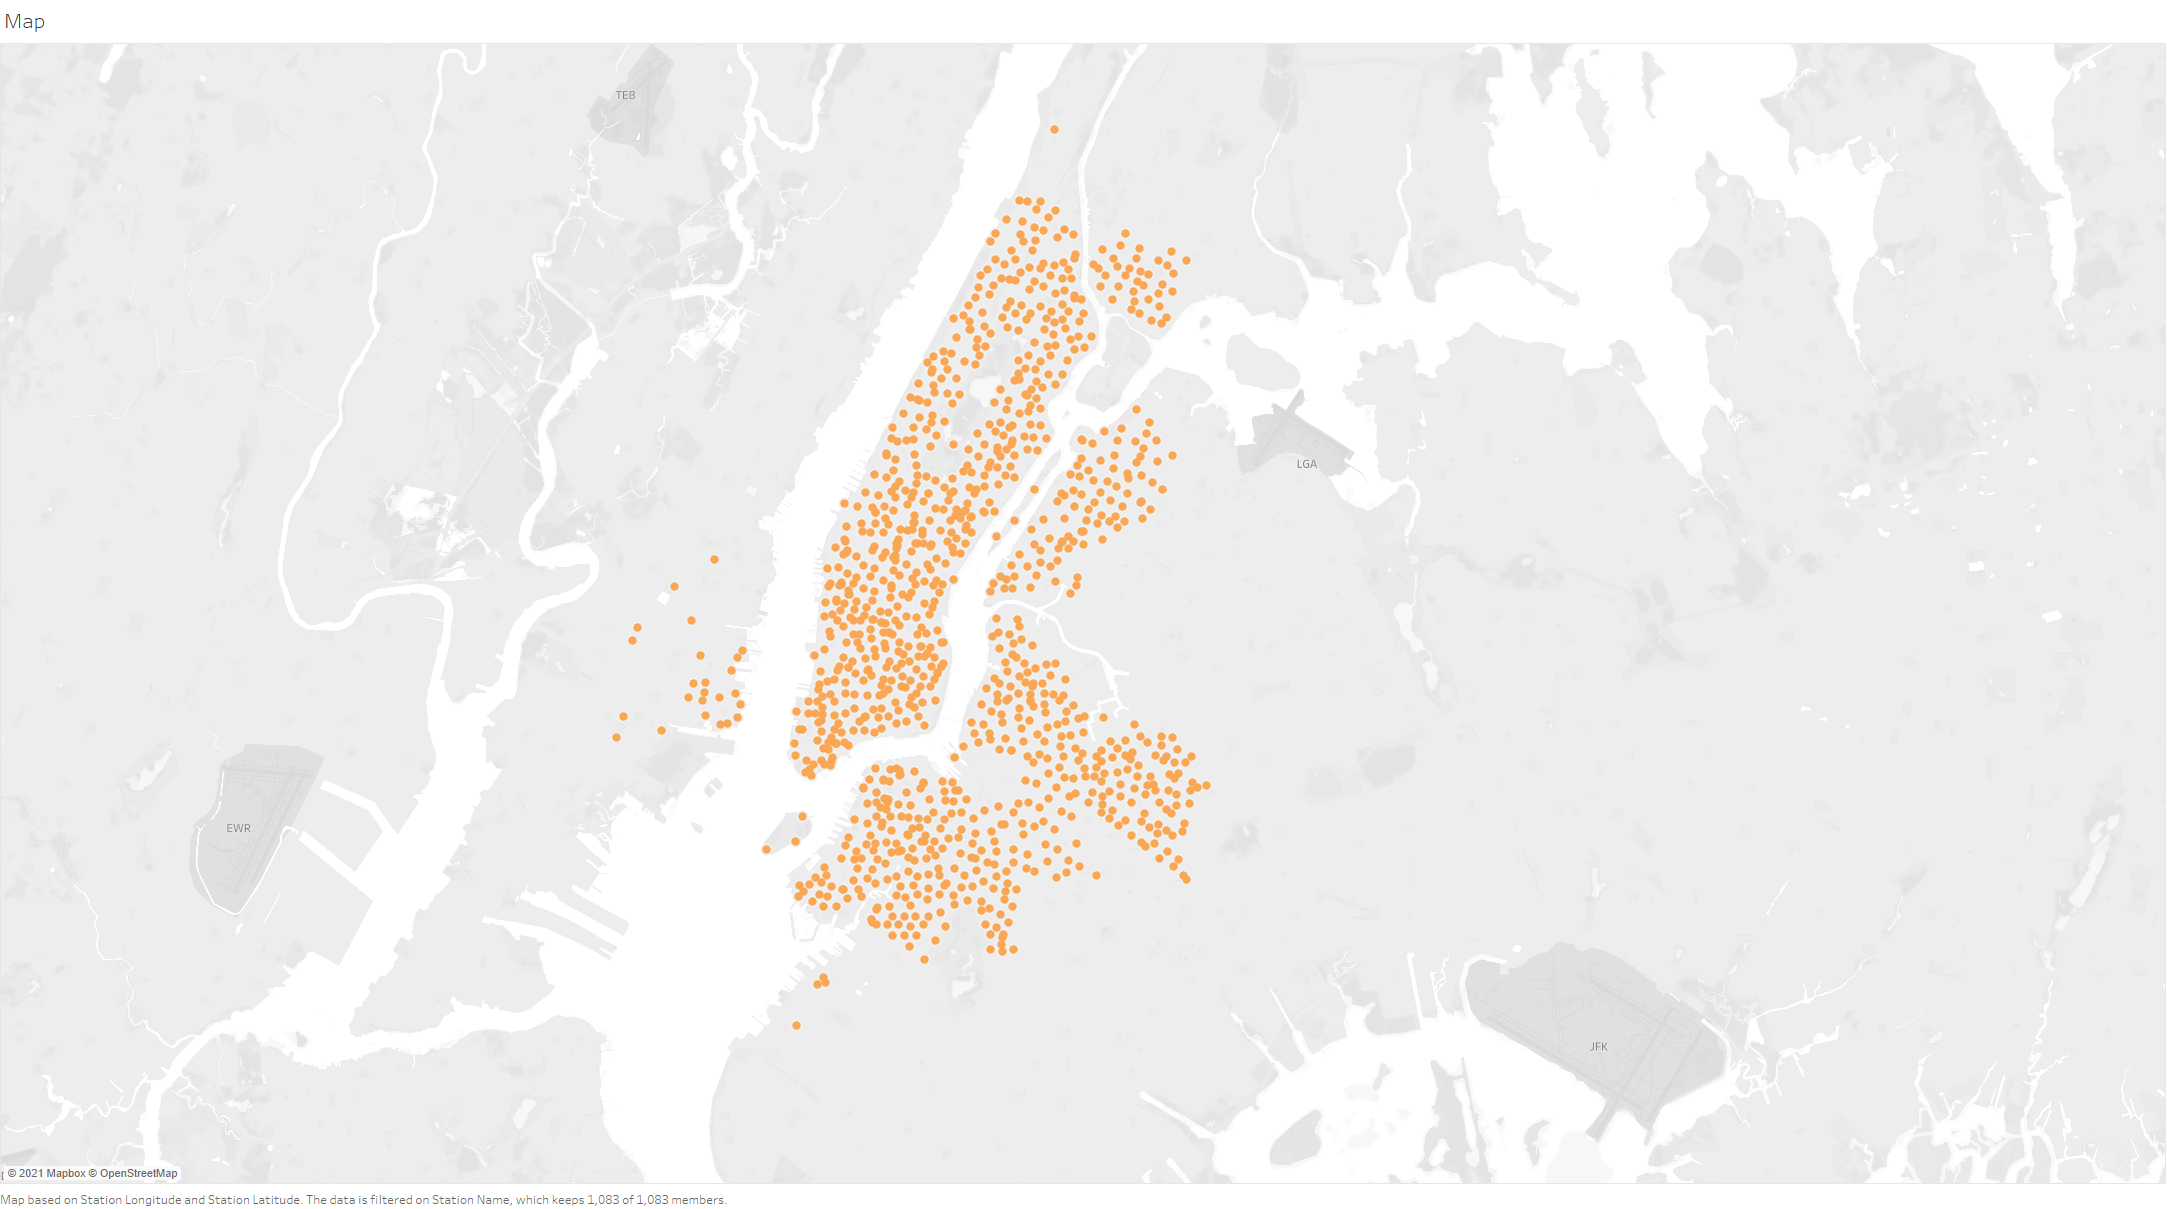 Map
TEB
LGA
EWR
JFK
© 2021 Mapbox © OpenStreetMap
Map based on Station Longitude and Station Latitude. The data is filtered on Station Name, which keeps 1,083 of 1,083 members.